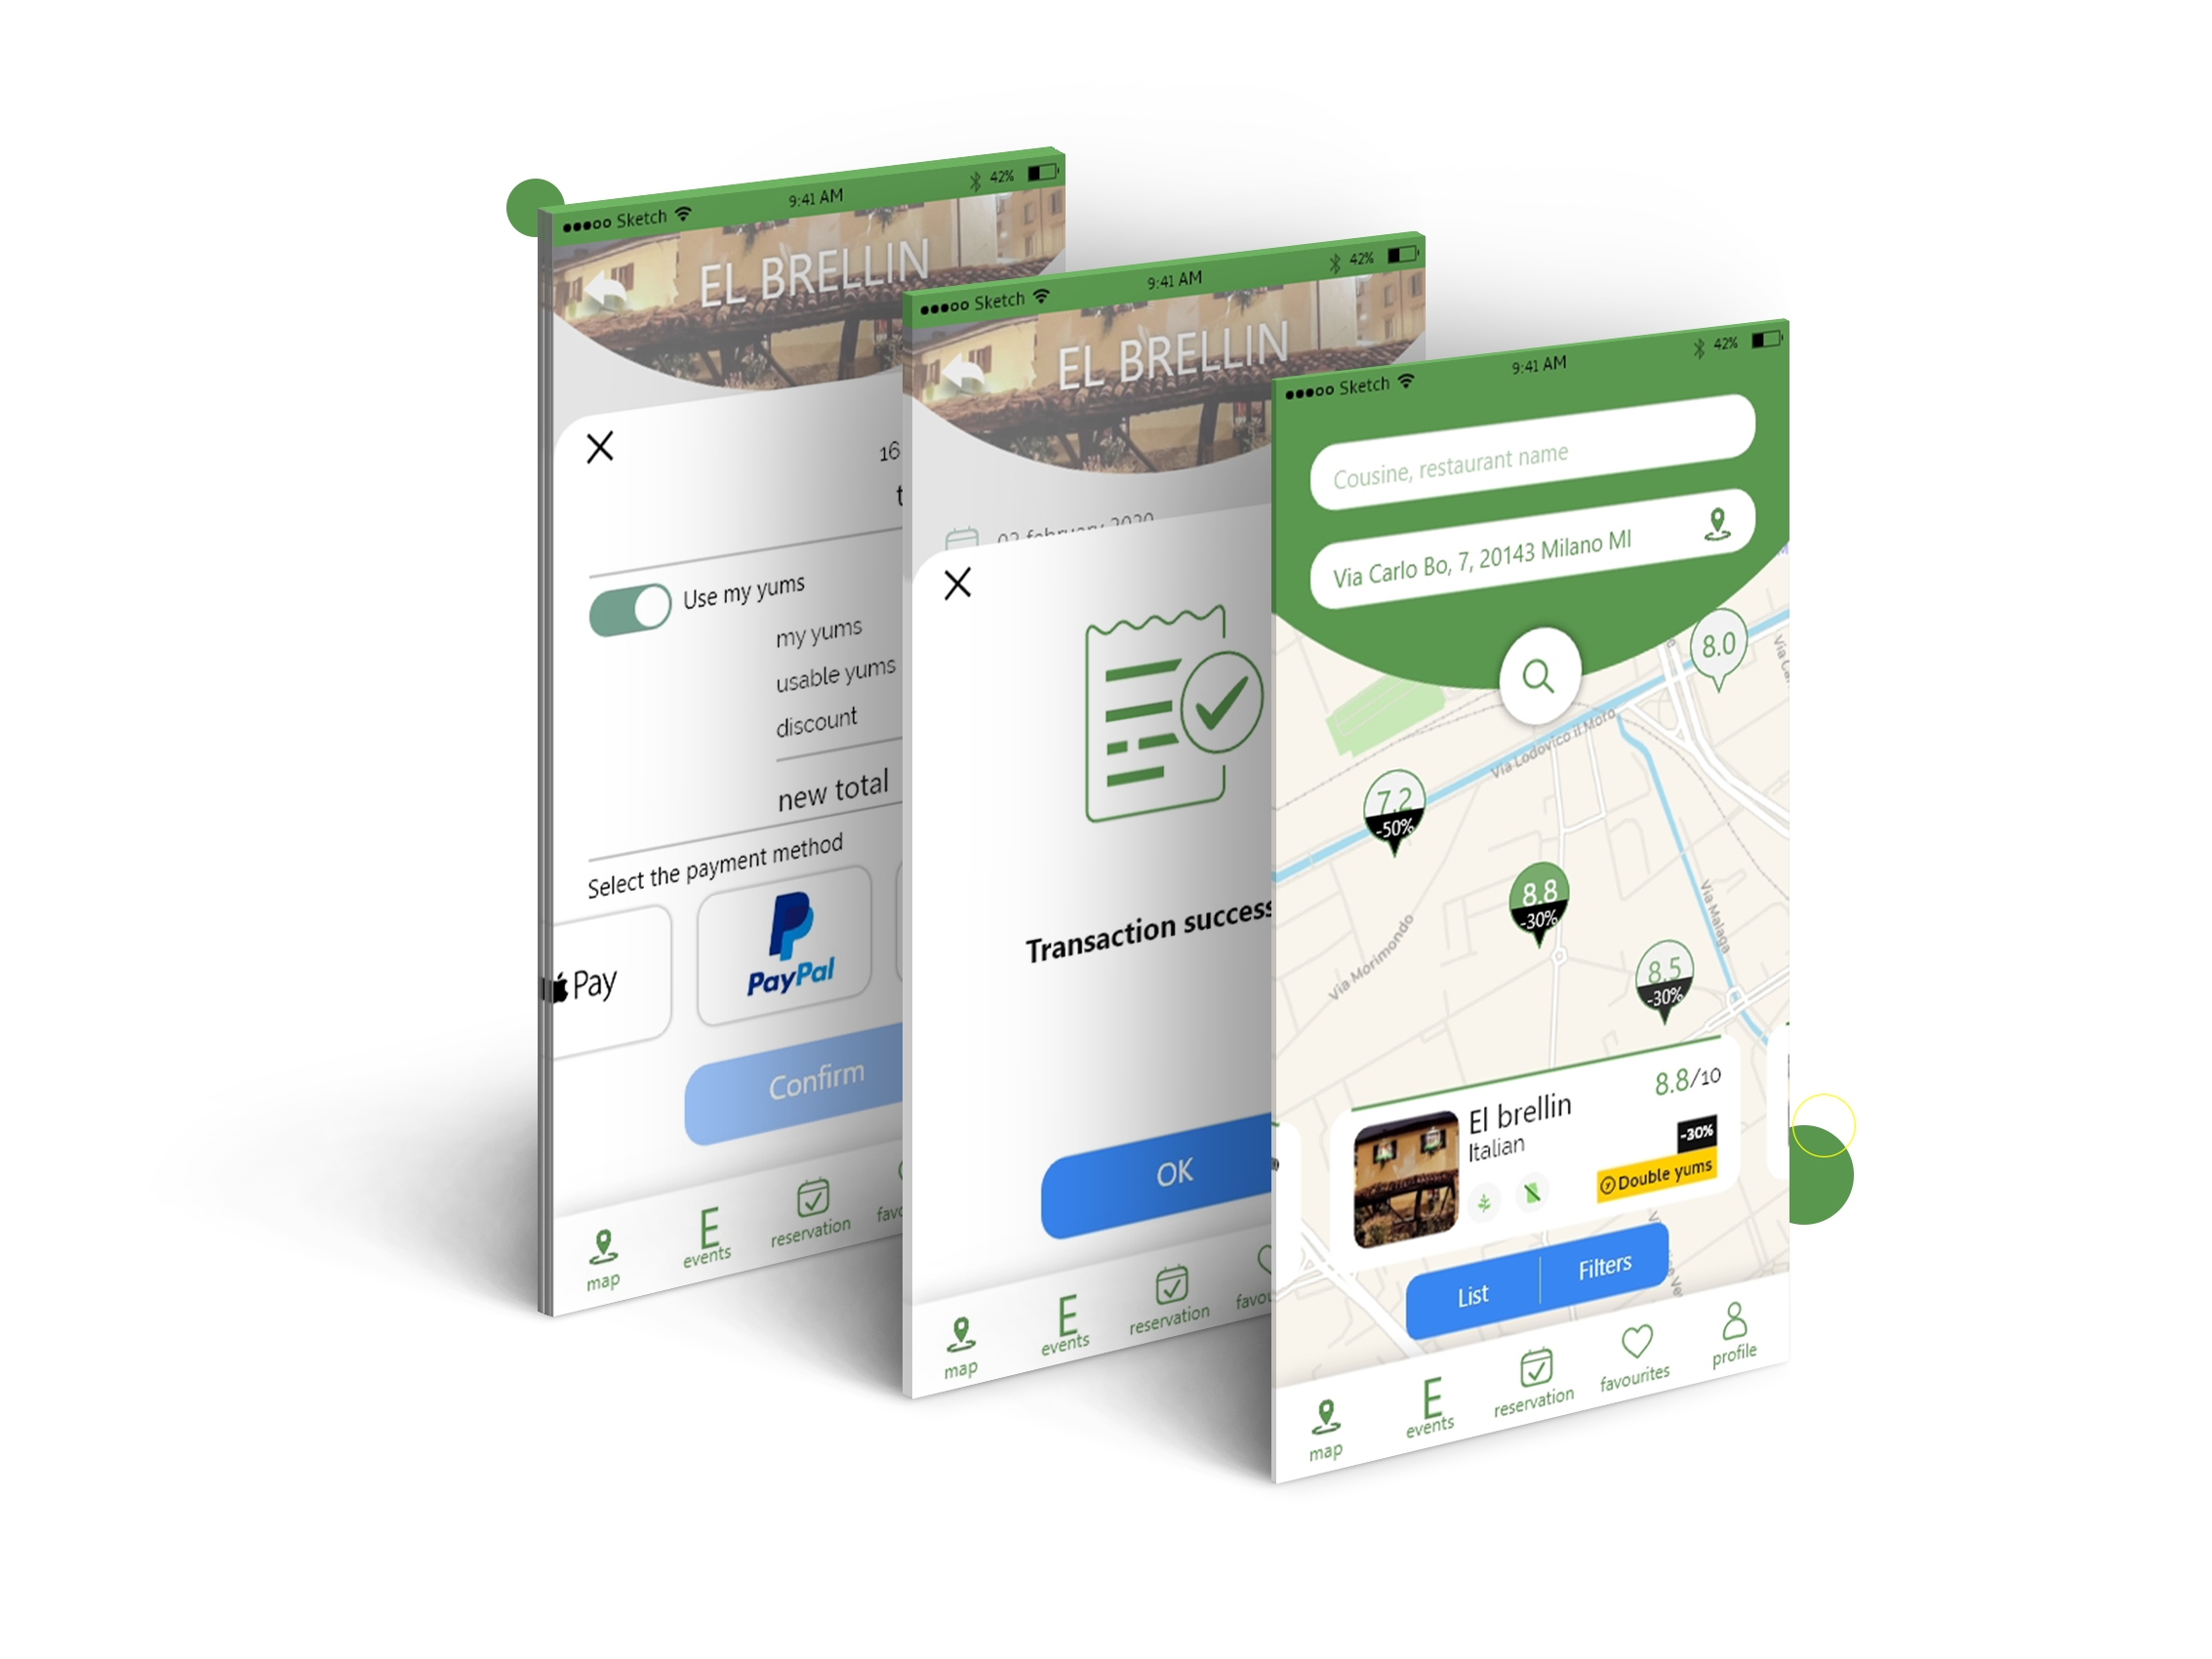 Sketch 9:41 AM 42%
EL BRELLIN
16
t
Use my yums
my yums
usable yums
discount
new total
Select the payment method
Pay
PayPal
Confirm
map
events
reservation
favo
Sketch 9:41 AM 42%
EL BRELLIN
02 february 2020
Transaction success
OK
map
events
reservation
favou
Sketch 9:41 AM 42%
Cousine, restaurant name
Via Carlo Bo, 7, 20143 Milano MI
8.0
Via Lodovico il Moro
7.2
-50%
8.8
-30%
Via Malaga
Via Morimondo
8.5
-30%
8.8/10
El brellin
Italian
-30%
Double yums
List
Filters
map
E
events
reservation
favourites
profile